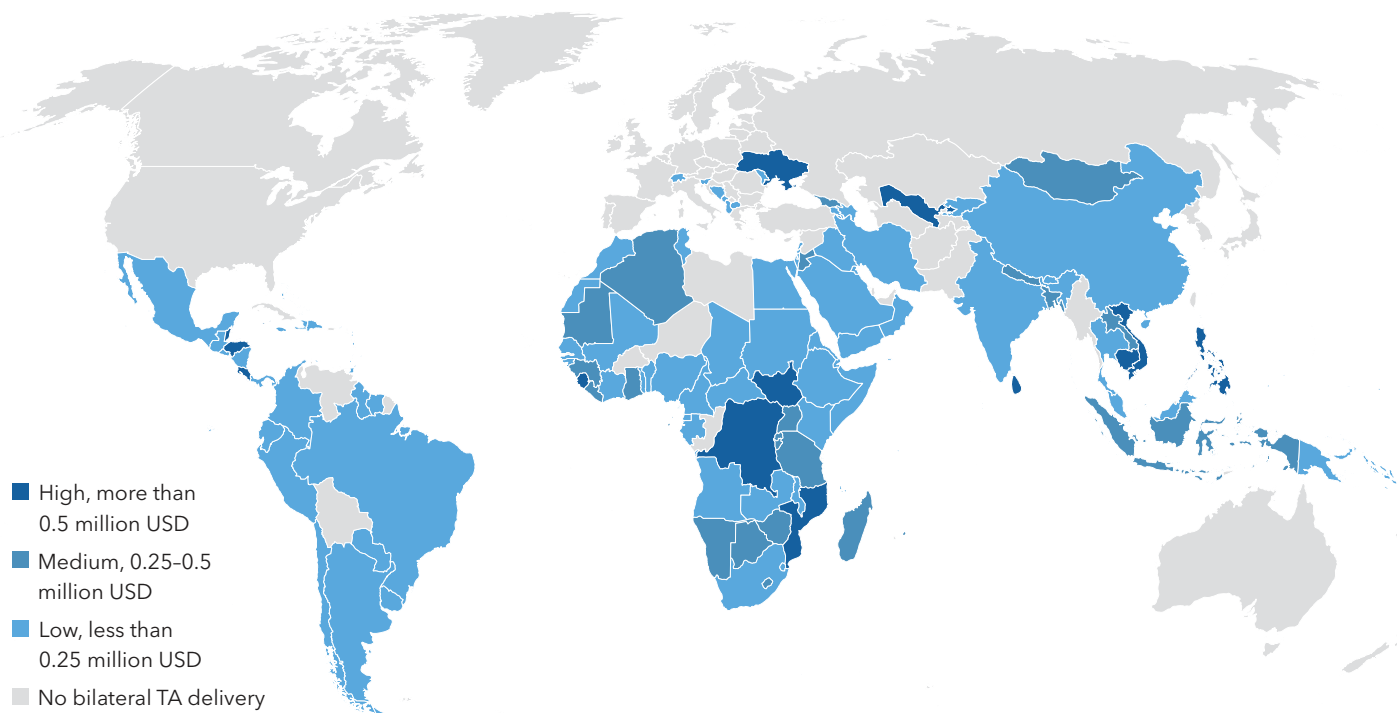 High, more than
0.5 million USD
Medium, 0.25–0.5
million USD
Low, less than
0.25 million USD
No bilateral TA delivery